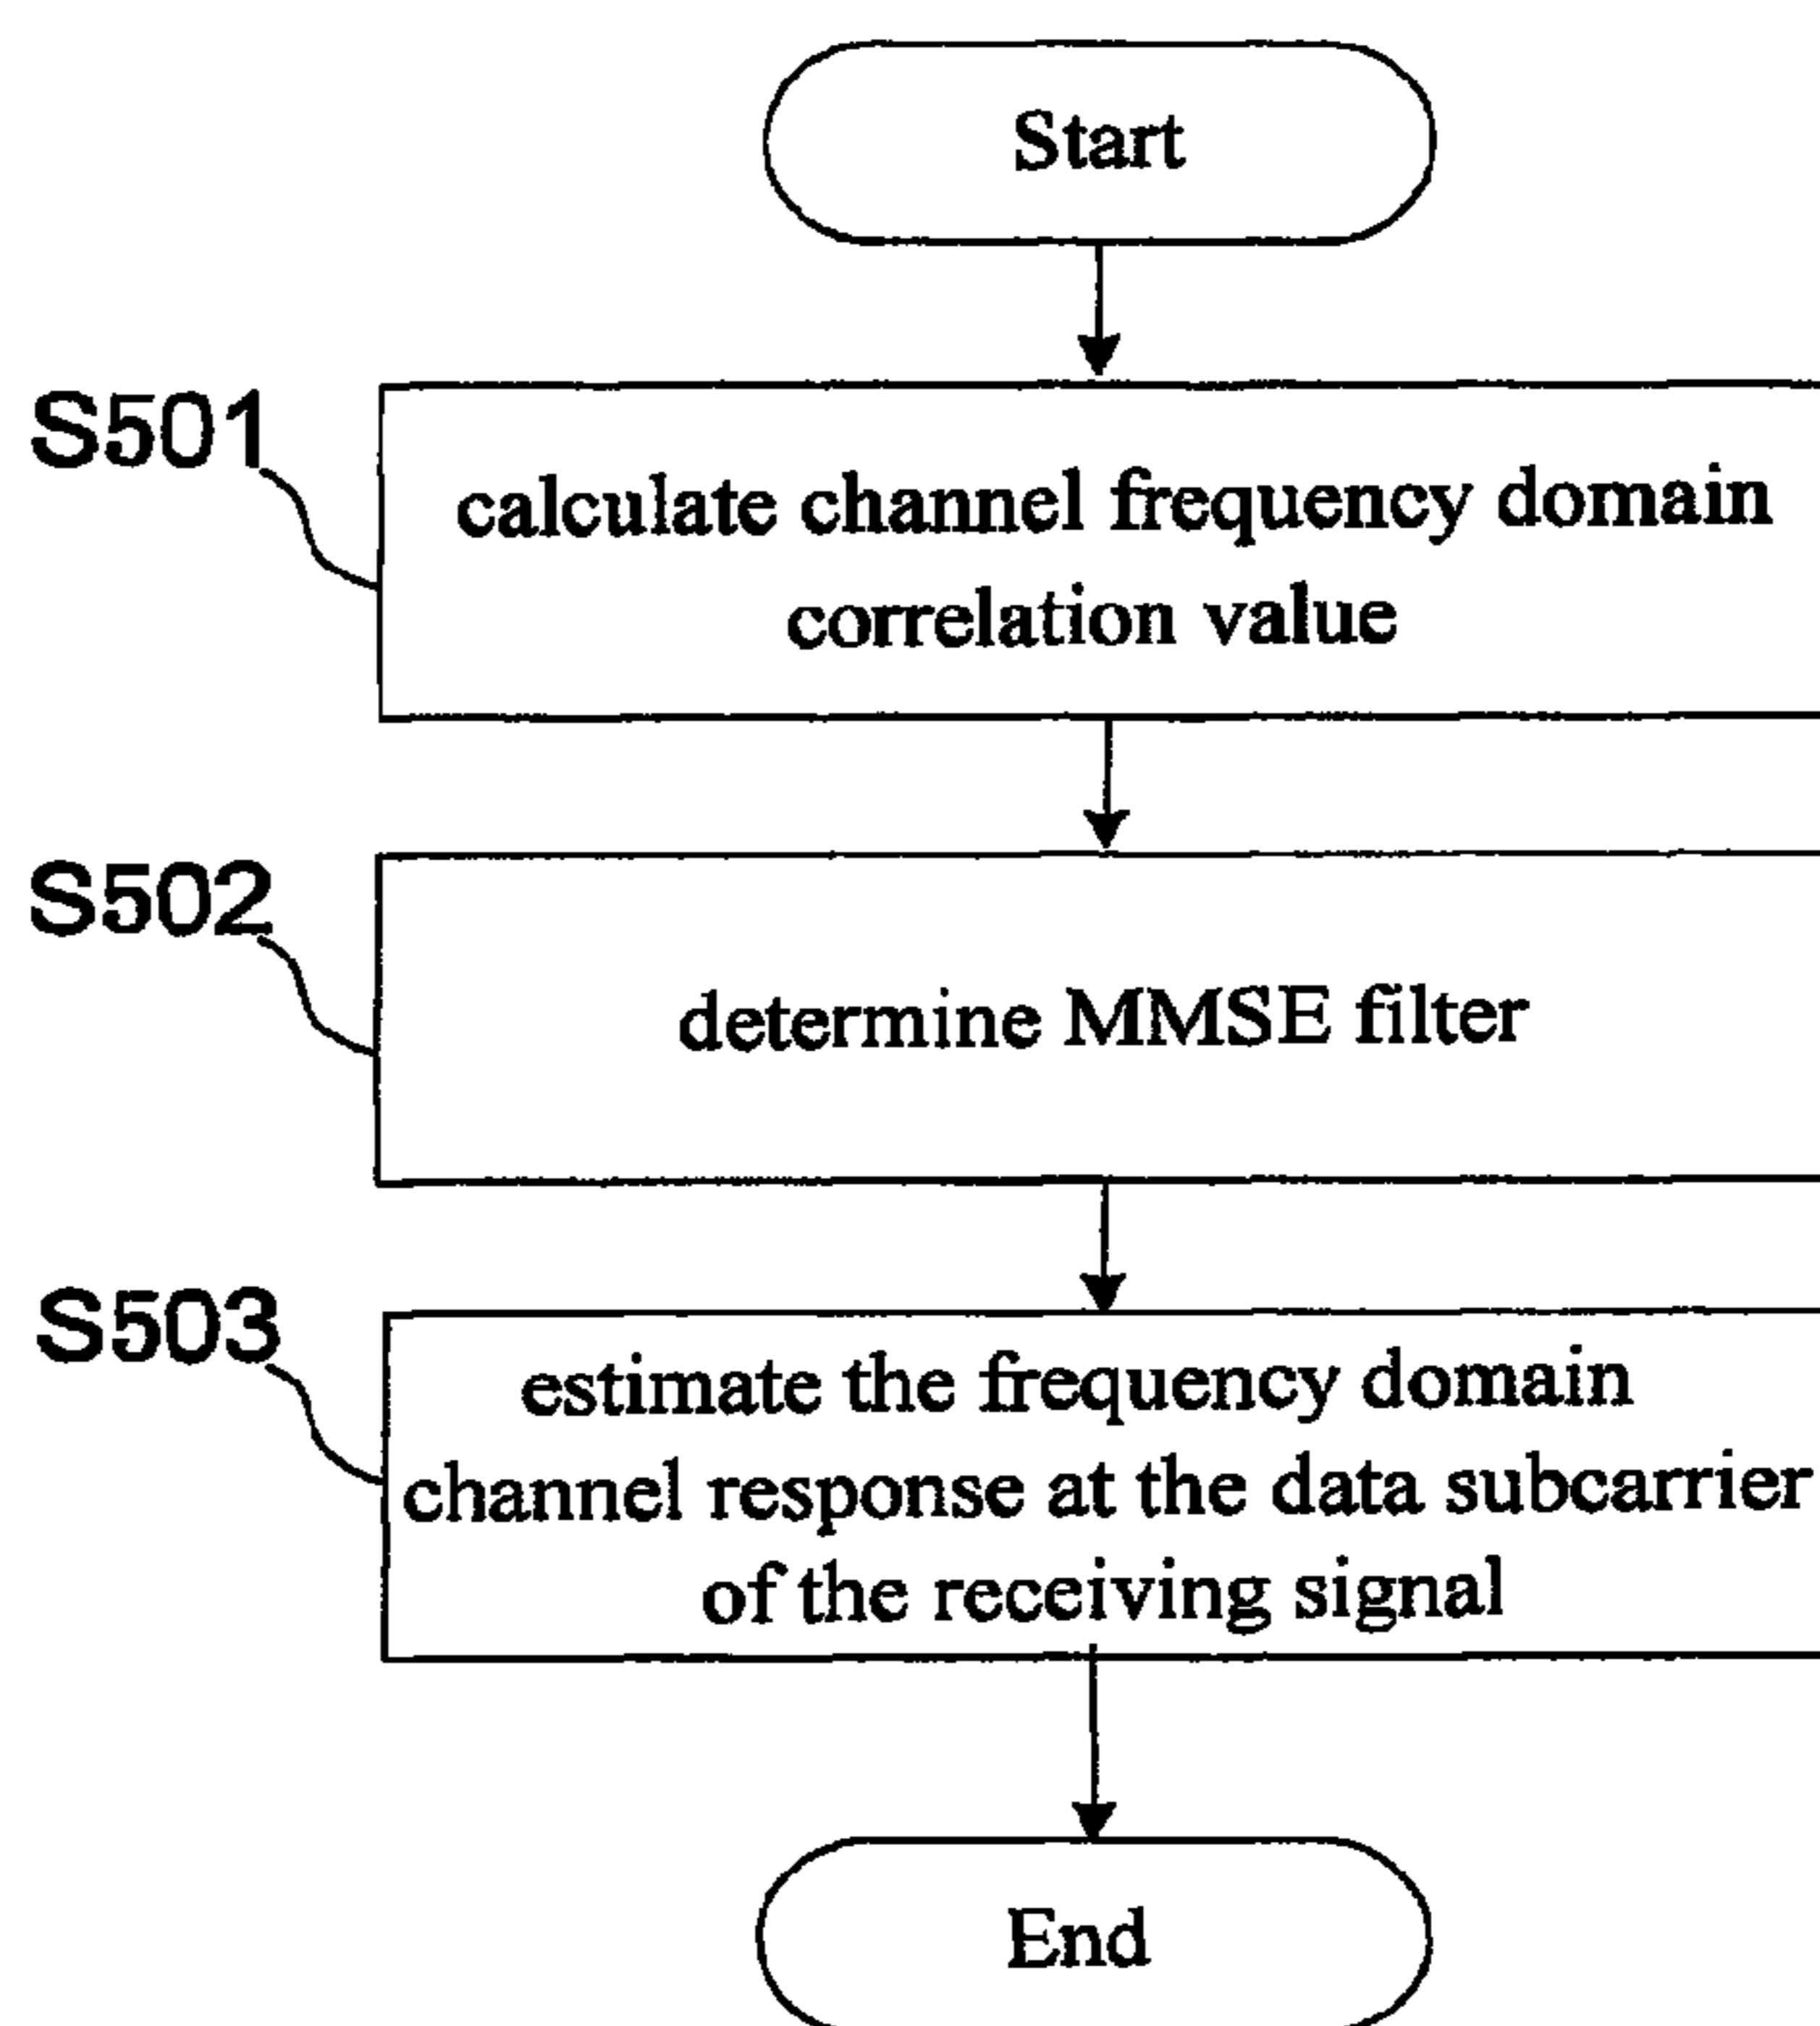 Start
S501
calculate channel frequency domain
correlation value
S502
determine MMSE filter
S503
estimate the frequency domain
channel response at the data subcarrier
of the receiving signal
End